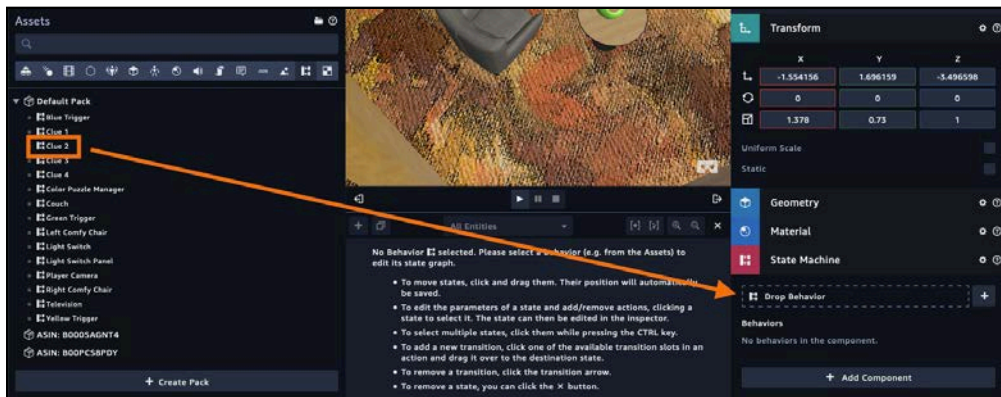 Assets
Default Pack
Blue Trigger
Clue 1
Clue 2
Clue 3
Clue 4
Color Puzzle Manager
Couch
Green Trigger
Left Comfy Chair
Light Switch
Light Switch Panel
Player Camera
Right Comfy Chair
Television
Yellow Trigger
ASIN: B0005AGNT4
ASIN: B00PCSBPDY
+ Create Pack
All Entities
No Behavior selected. Please select a behavior (e.g. from the Assets) to
edit its state graph.
• To move states, click and drag them. Their position will automatically
be saved.
• To edit the parameters of a state and add/remove actions, clicking a
state to select it. The state can then be edited in the inspector.
• To select multiple states, click them while pressing the CTRL key.
• To add a new transition, click one of the available transition slots in an
action and drag it over to the destination state.
• To remove a transition, click the transition arrow.
• To remove a state, you can click the X button.
Transform
X Y Z
-1.554156 1.696159 -3.496598
0 0 0
1.378 0.73 1
Uniform Scale
Static
Geometry
Material
State Machine
Drop Behavior +
Behaviors
No behaviors in the component.
+ Add Component